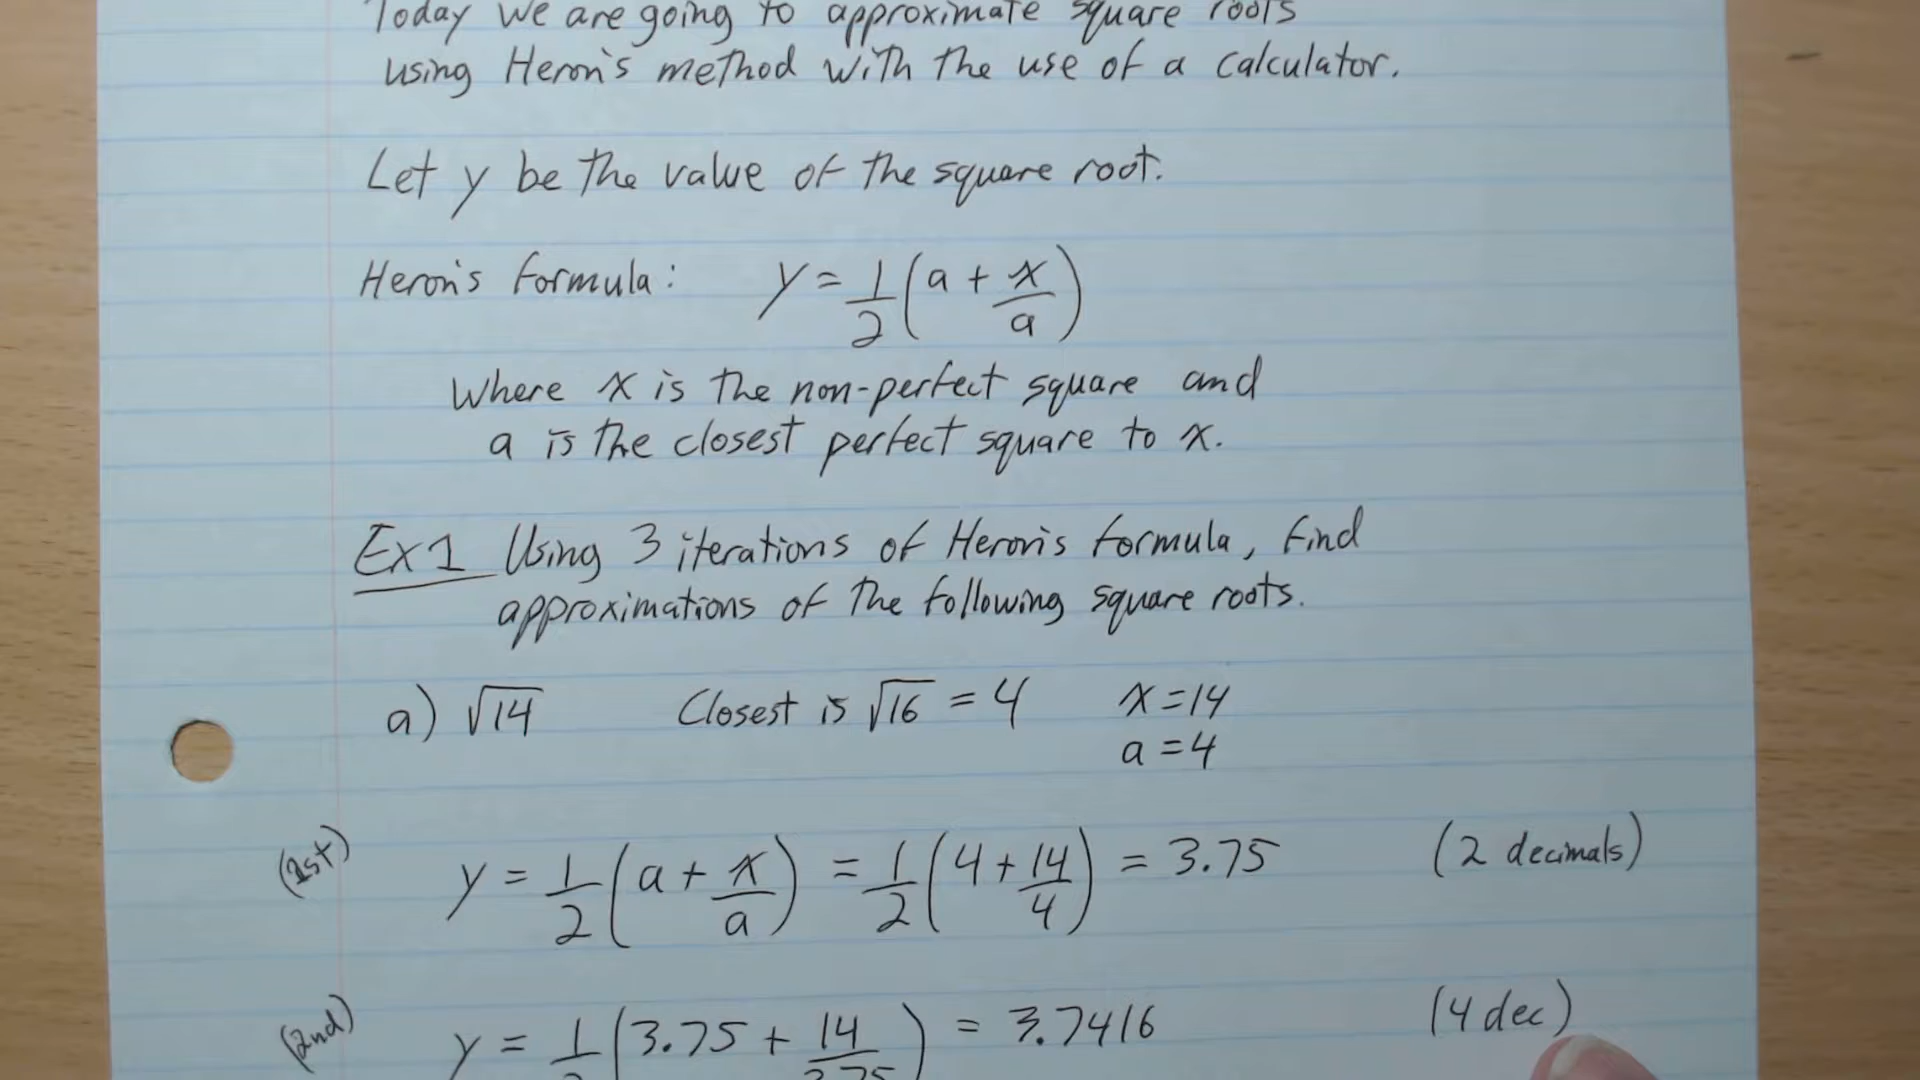 Today we are going to approximate square roots
using Heron's method with the use of a calculator.
Let y be the value of the square root.
Heron's formula: y = 1/2 (a + x/a)
Where x is the non-perfect square and
a is the closest perfect square to x.
Ex1 Using 3 iterations of Heron's formula, find
approximations of the following square roots.
a) √14 Closest is √16 = 4 x = 14
a = 4
(1st) y = 1/2 (a + x/a) = 1/2 (4 + 14/4) = 3.75 (2 decimals)
(2nd) y = 1/2 (3.75 + 14/3.75) = 3.7416 (4 dec)